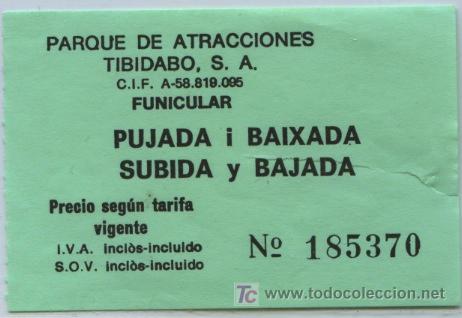 PARQUE DE ATRACCIONES
TIBIDABO, S. A.
C.I.F. A-58.819.095
FUNICULAR
PUJADA i BAIXADA
SUBIDA y BAJADA
Precio según tarifa
vigente
I.V.A. inclòs-incluido
S.O.V. inclòs-incluido
Nº 185370
TC www.todocoleccion.net